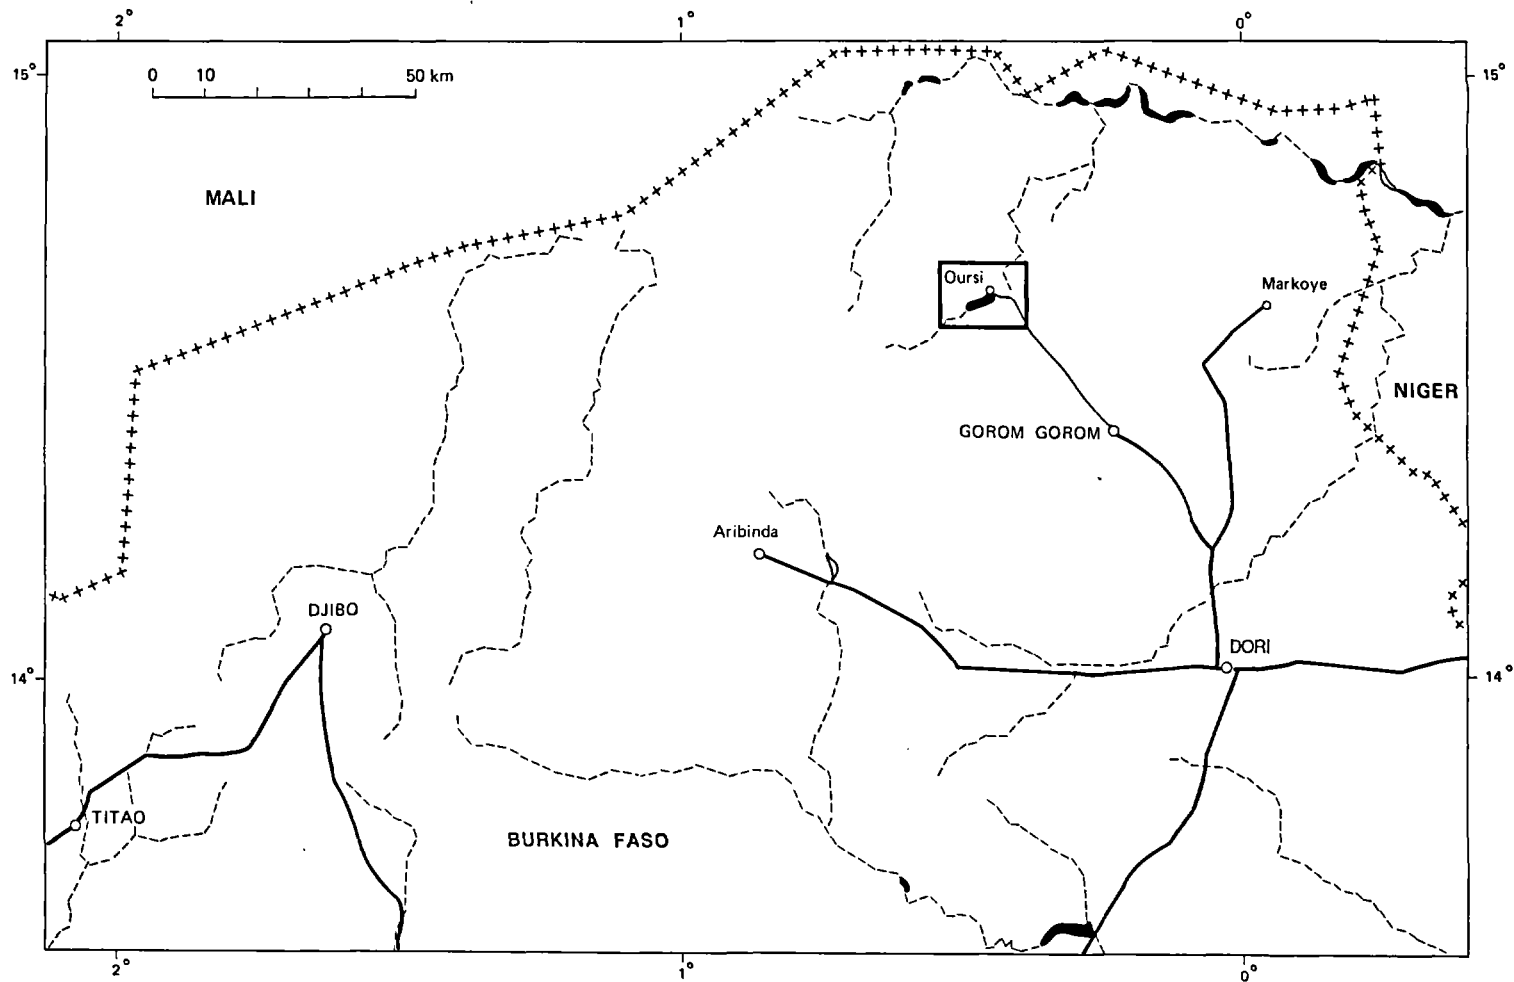 2° 1° 0°
15° 0 10 50 km 15°
MALI
Oursi
Markoye
NIGER
GOROM GOROM
Aribinda
DJIBO
DORI
14° 14°
TITAO
BURKINA FASO
2° 1° 0°